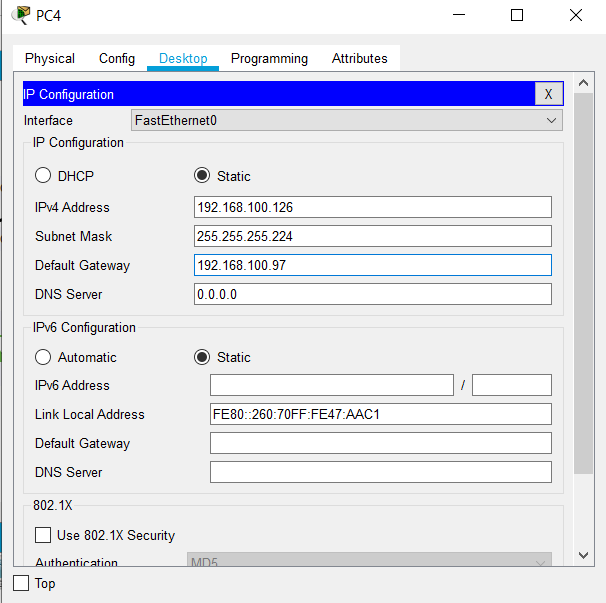 PC4
Physical Config Desktop Programming Attributes
IP Configuration X
Interface FastEthernet0
IP Configuration
DHCP Static
IPv4 Address 192.168.100.126
Subnet Mask 255.255.255.224
Default Gateway 192.168.100.97
DNS Server 0.0.0.0
IPv6 Configuration
Automatic Static
IPv6 Address /
Link Local Address FE80::260:70FF:FE47:AAC1
Default Gateway
DNS Server
802.1X
Use 802.1X Security
Authentication MD5
Top